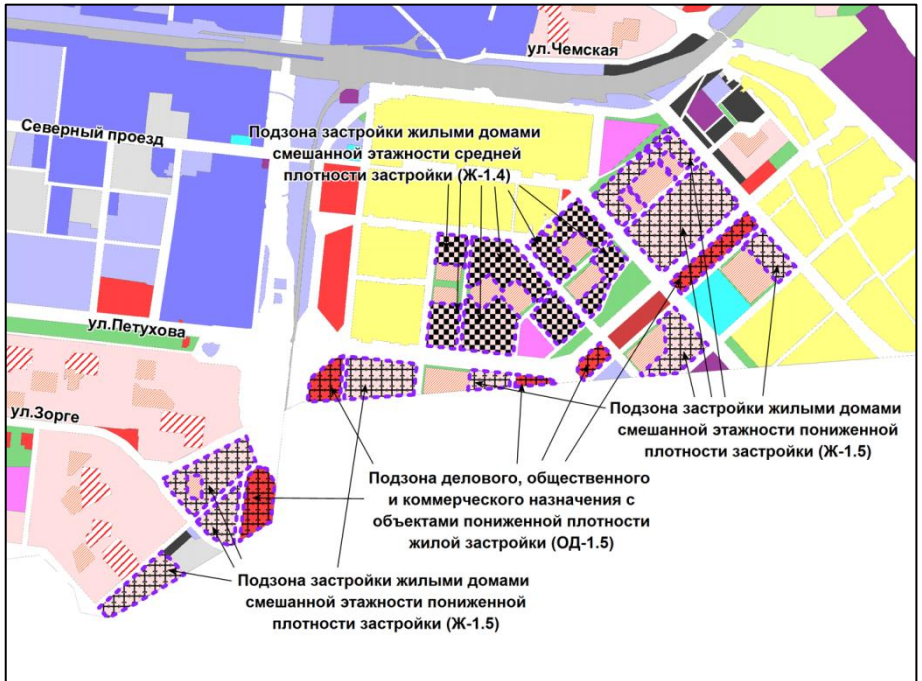 ул.Чемская
Северный проезд
Подзона застройки жилыми домами
смешанной этажности средней
плотности застройки (Ж-1.4)
ул.Петухова
ул.Зорге
Подзона застройки жилыми домами
смешанной этажности пониженной
плотности застройки (Ж-1.5)
Подзона делового, общественного
и коммерческого назначения с
объектами пониженной плотности
жилой застройки (ОД-1.5)
Подзона застройки жилыми домами
смешанной этажности пониженной
плотности застройки (Ж-1.5)